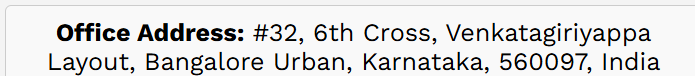 Office Address: #32, 6th Cross, Venkatagiriyappa
Layout, Bangalore Urban, Karnataka, 560097, India